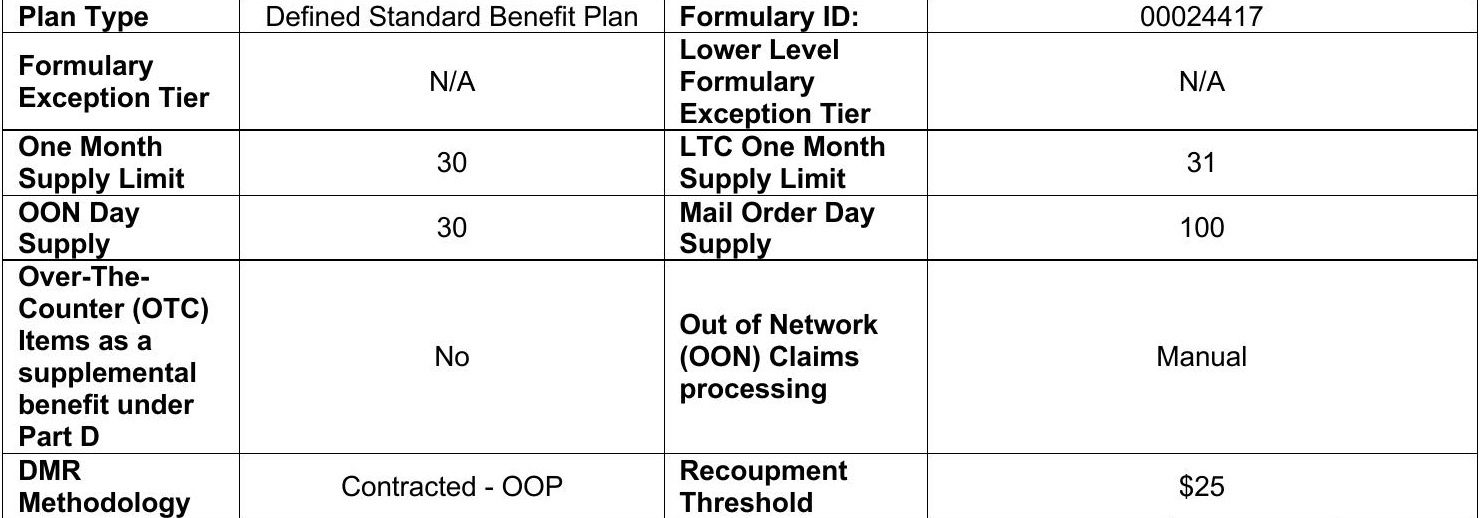 Plan Type Defined Standard Benefit Plan Formulary ID: 00024417
Formulary
Exception Tier
N/A
Lower Level
Formulary
Exception Tier
N/A
One Month
Supply Limit
30
LTC One Month
Supply Limit
31
OON Day
Supply
30
Mail Order Day
Supply
100
Over-The-
Counter (OTC)
Items as a
supplemental
benefit under
Part D
No
Out of Network
(OON) Claims
processing
Manual
DMR
Methodology
Contracted - OOP
Recoupment
Threshold
$25